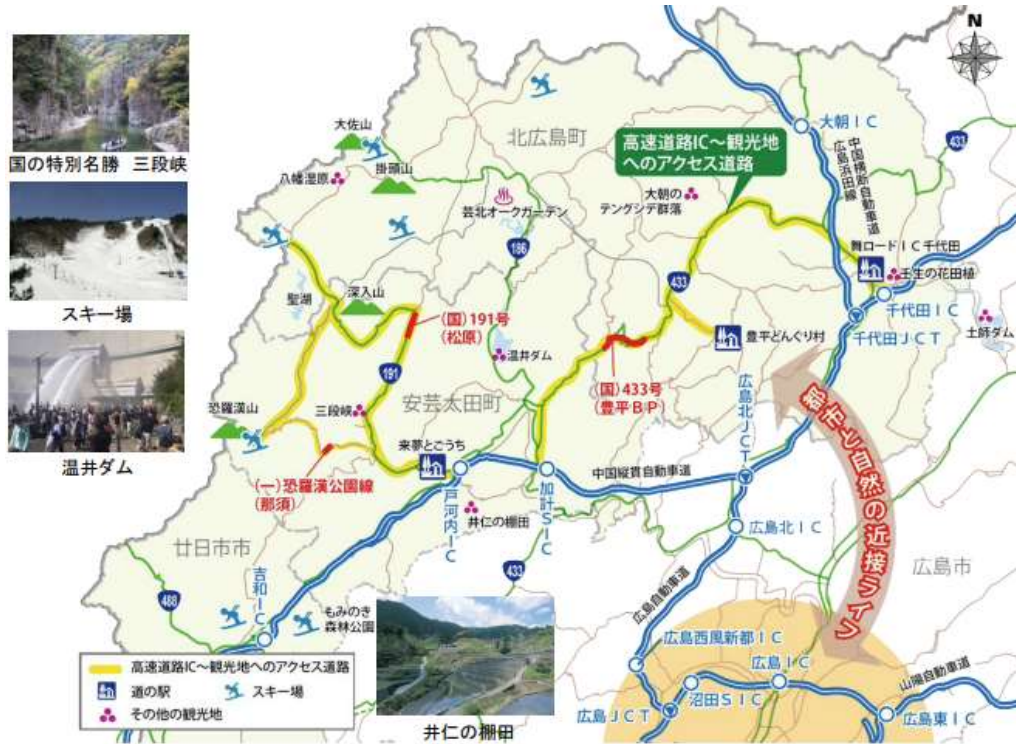 国の特別名勝 三段峡
スキー場
温井ダム
N
大佐山
掛頭山
八幡湿原
北広島町
芸北オークガーデン
186
高速道路IC～観光地
へのアクセス道路
大朝IC
中国横断自動車道
広島浜田線
433
大朝の
テングシデ群落
舞ロードIC千代田
壬生の花田植
千代田IC
千代田JCT
土師ダム
聖湖
深入山
(国)191号
(松原)
433
豊平どんぐり村
温井ダム
(国)433号
(豊平BP)
191
恐羅漢山
三段峡
安芸太田町
来夢とごうち
(一)恐羅漢公園線
(那須)
戸河内IC
加計SIC
中国縦貫自動車道
広島北JCT
都市と自然の近接ライフ
井仁の棚田
広島北IC
廿日市市
吉和IC
488
もみのき
森林公園
433
広島自動車道
広島市
広島西風新都IC
広島IC
沼田SIC
広島JCT
山陽自動車道
広島東IC
高速道路IC～観光地へのアクセス道路
道の駅
スキー場
その他の観光地
井仁の棚田